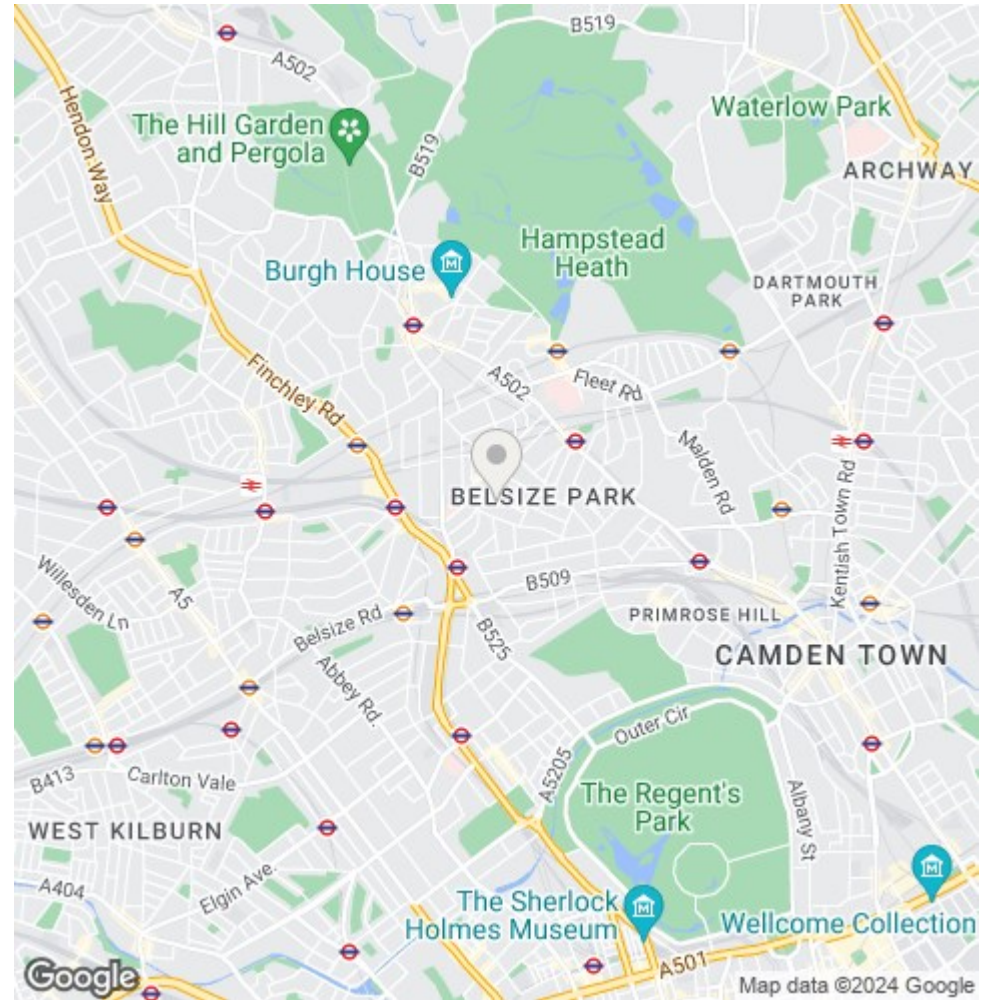 B519
A502
Hendon Way
The Hill Garden
and Pergola
B519
Waterlow Park
ARCHWAY
Burgh House
Hampstead
Heath
DARTMOUTH
PARK
A502
Fleet Rd
Finchley Rd
Malden Rd
BELSIZE PARK
Kentish Town Rd
Willesden Ln
A5
B509
Belsize Rd
B525
PRIMROSE HILL
Abbey Rd.
CAMDEN TOWN
Outer Cir
A5205
B413
Carlton Vale
The Regent's
Park
Albany St
WEST KILBURN
A404
Elgin Ave.
The Sherlock
Holmes Museum
Wellcome Collection
A501
Google
Map data ©2024 Google